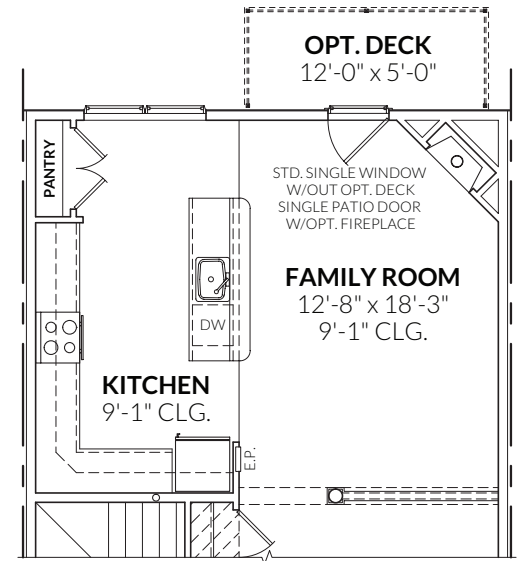 OPT. DECK
12'-0" x 5'-0"
PANTRY
STD. SINGLE WINDOW
W/OUT OPT. DECK
SINGLE PATIO DOOR
W/OPT. FIREPLACE
FAMILY ROOM
12'-8" x 18'-3"
9'-1" CLG.
DW
KITCHEN
9'-1" CLG.
E.P.